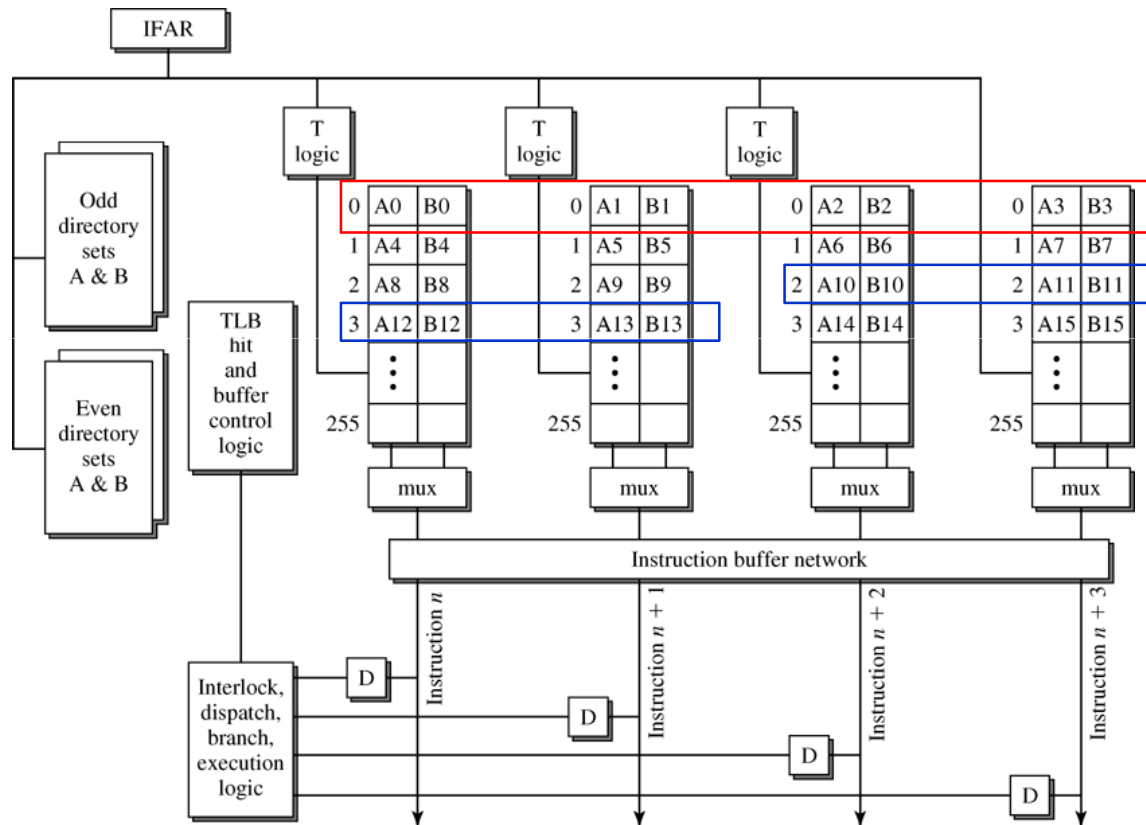 IFAR
T
logic
T
logic
T
logic
Odd
directory
sets
A & B
Even
directory
sets
A & B
TLB
hit
and
buffer
control
logic
0 A0 B0 0 A1 B1 0 A2 B2 0 A3 B3
1 A4 B4 1 A5 B5 1 A6 B6 1 A7 B7
2 A8 B8 2 A9 B9 2 A10 B10 2 A11 B11
3 A12 B12 3 A13 B13 3 A14 B14 3 A15 B15
255 255 255 255
mux mux mux mux
Instruction buffer network
Instruction n
Instruction n + 1
Instruction n + 2
Instruction n + 3
Interlock,
dispatch,
branch,
execution
logic
D
D
D
D